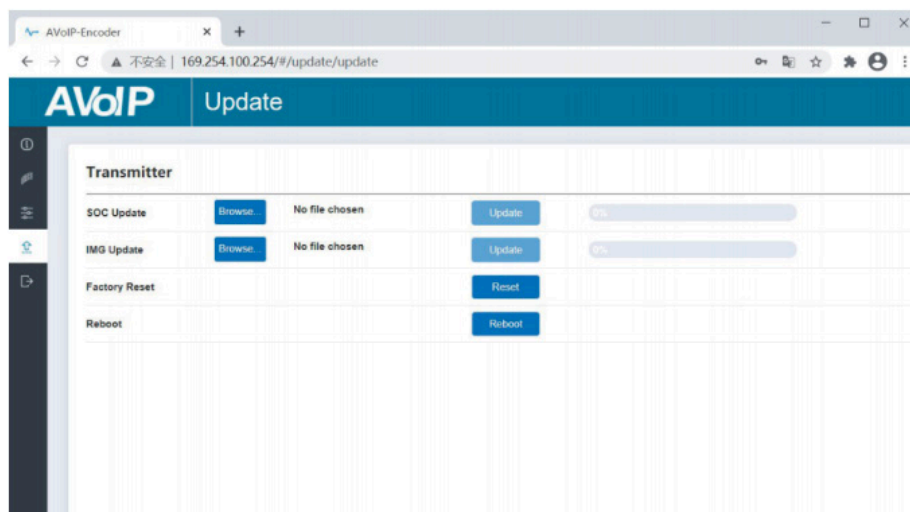 AVoIP-Encoder
不安全 | 169.254.100.254/#/update/update
AVoIP Update
Transmitter
SOC Update Browse... No file chosen Update 0%
IMG Update Browse... No file chosen Update 0%
Factory Reset Reset
Reboot Reboot